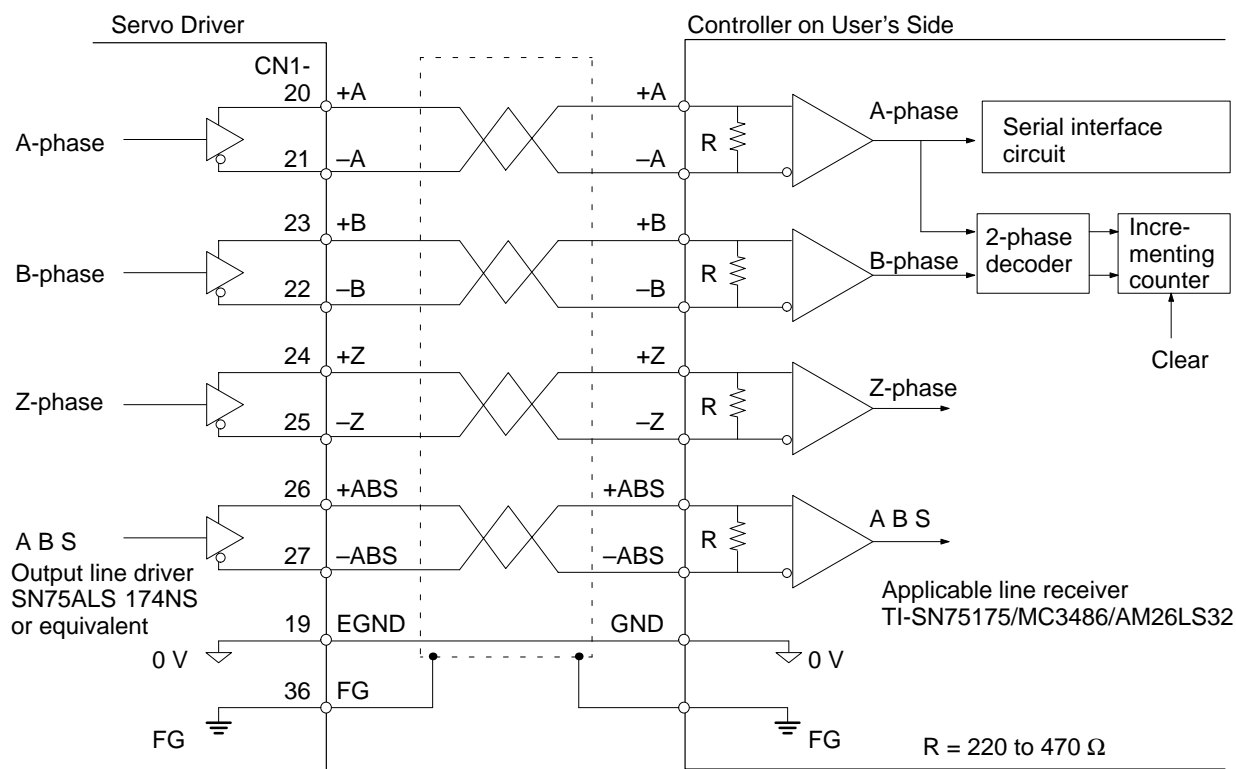 Servo Driver
Controller on User's Side
CN1-
20 +A
+A
A-phase
R
A-phase
Serial interface
circuit
21 –A
–A
23 +B
+B
B-phase
R
B-phase
2-phase
decoder
Incre-
menting
counter
22 –B
–B
Clear
24 +Z
+Z
Z-phase
R
Z-phase
25 –Z
–Z
26 +ABS
+ABS
A B S
R
A B S
27 –ABS
–ABS
Output line driver
SN75ALS 174NS
or equivalent
Applicable line receiver
TI-SN75175/MC3486/AM26LS32
19 EGND
GND
0 V
0 V
36 FG
FG
FG
R = 220 to 470 Ω